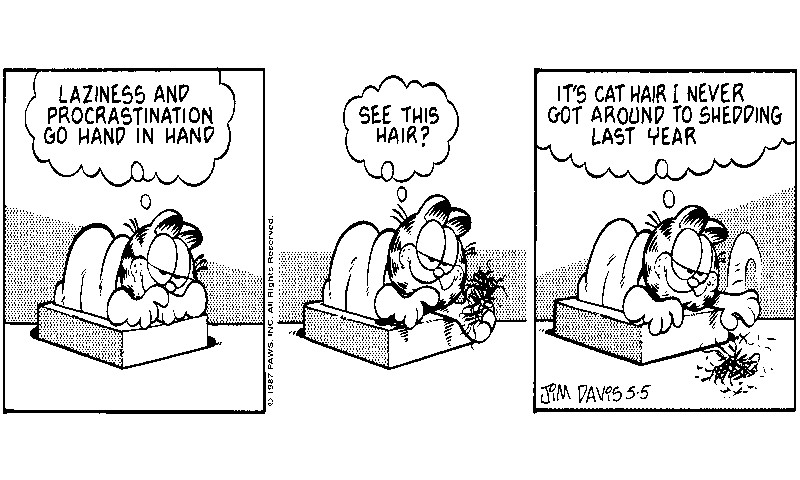 LAZINESS AND
PROCRASTINATION
GO HAND IN HAND
© 1987 PAWS, INC. All Rights Reserved.
SEE THIS
HAIR?
IT'S CAT HAIR I NEVER
GOT AROUND TO SHEDDING
LAST YEAR
JIM DAVIS 5-5